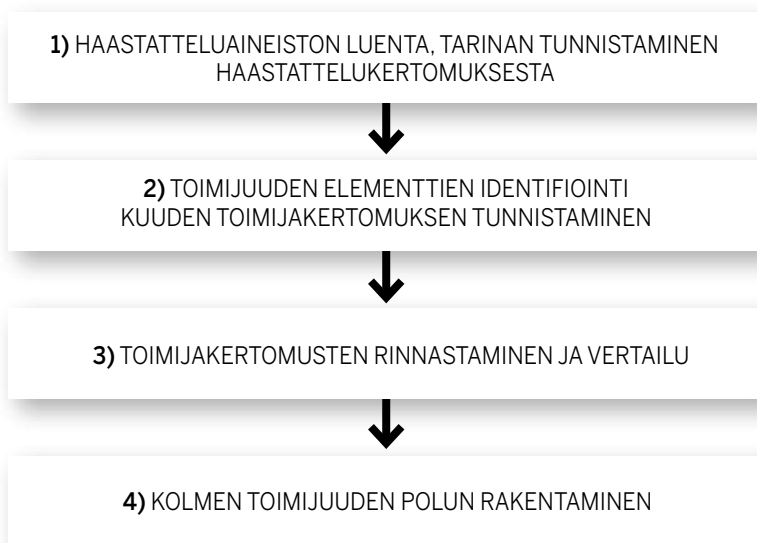 1) HAASTATTELUAINEISTON LUENTA, TARINAN TUNNISTAMINEN
HAASTATTELUKERTOMUKSESTA
2) TOIMIJUUDEN ELEMENTTIEN IDENTIFIOINTI
KUUDEN TOIMIJAKERTOMUKSEN TUNNISTAMINEN
3) TOIMIJAKERTOMUSTEN RINNASTAMINEN JA VERTAILU
4) KOLMEN TOIMIJUUDEN POLUN RAKENTAMINEN